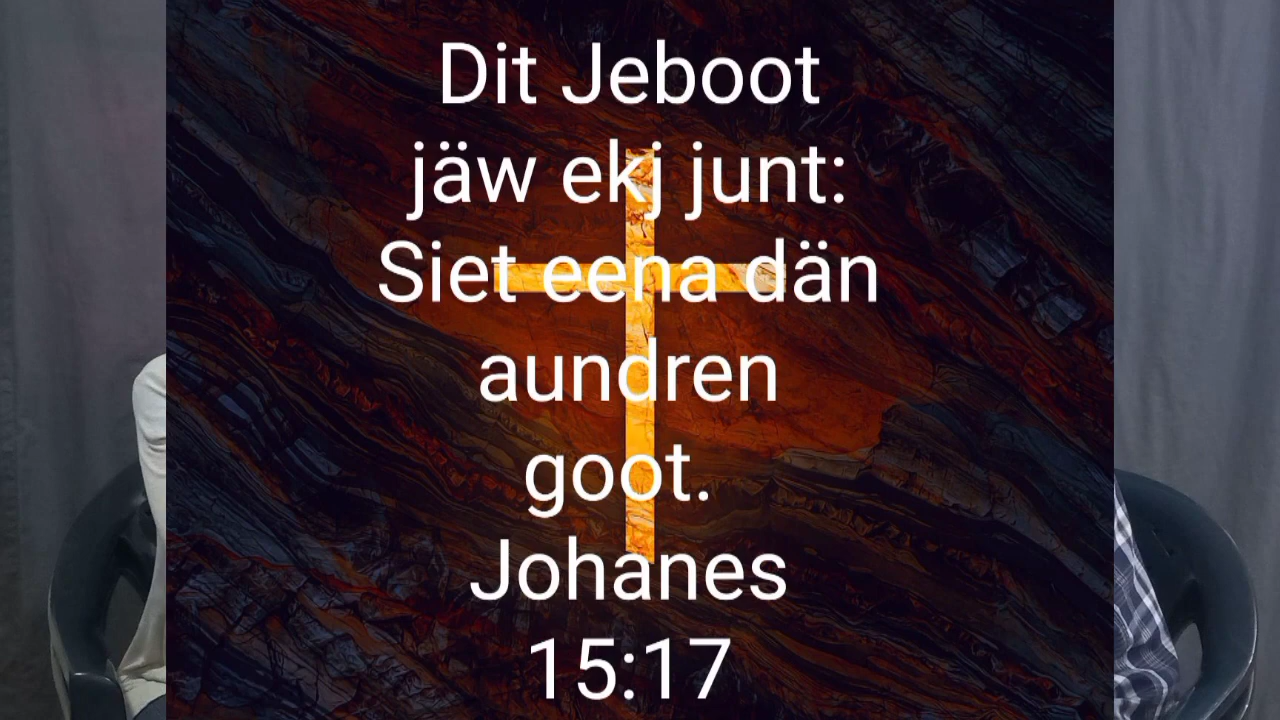 Dit Jeboot
jäw ekj junt:
Siet eena dän
aundren
goot.
Johanes
15:17